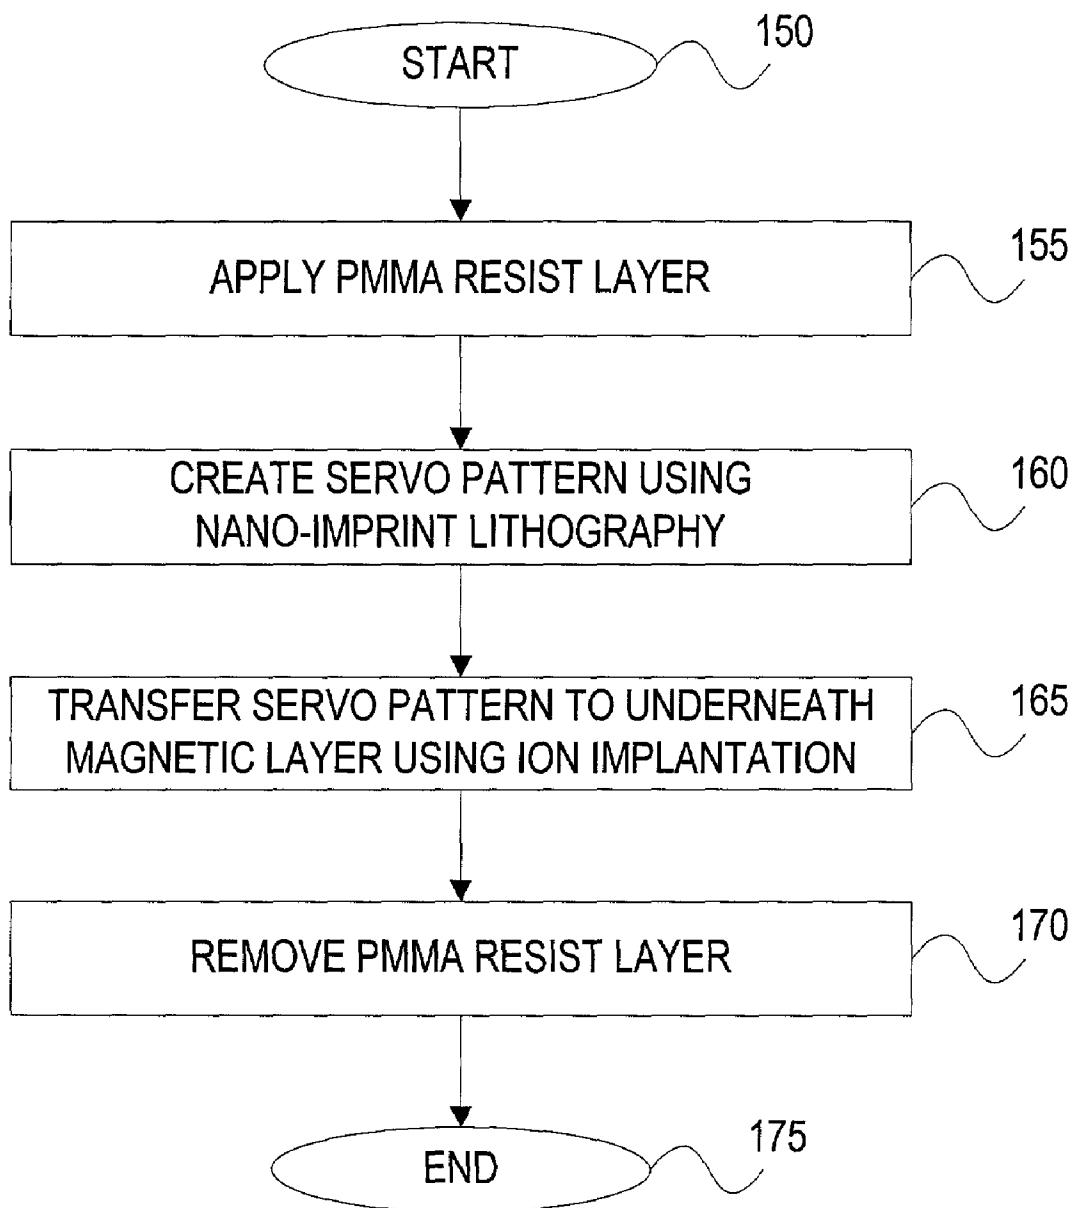 START
150
APPLY PMMA RESIST LAYER
155
CREATE SERVO PATTERN USING
NANO-IMPRINT LITHOGRAPHY
160
TRANSFER SERVO PATTERN TO UNDERNEATH
MAGNETIC LAYER USING ION IMPLANTATION
165
REMOVE PMMA RESIST LAYER
170
END
175